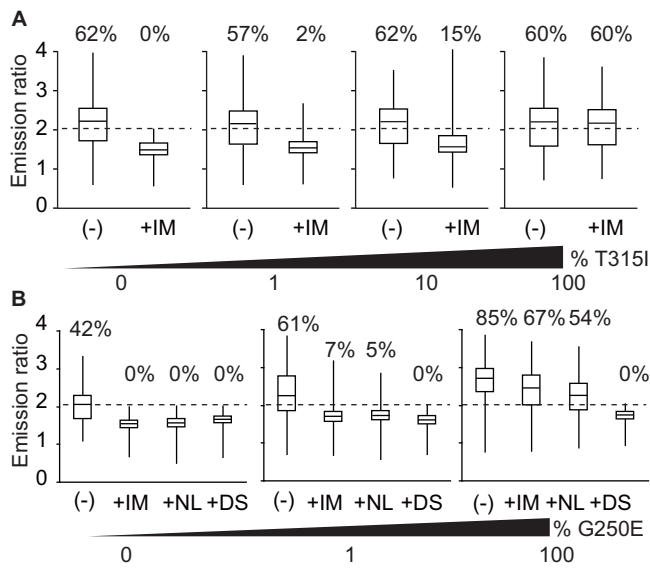 A
62% 0% 57% 2% 62% 15% 60% 60%
Emission ratio
4
3
2
1
0
(-) +IM (-) +IM (-) +IM (-) +IM
% T315I
0 1 10 100
B
42% 0% 0% 0% 61% 7% 5% 0% 85% 67% 54% 0%
Emission ratio
4
3
2
1
0
(-) +IM +NL +DS (-) +IM +NL +DS (-) +IM +NL +DS
% G250E
0 1 100